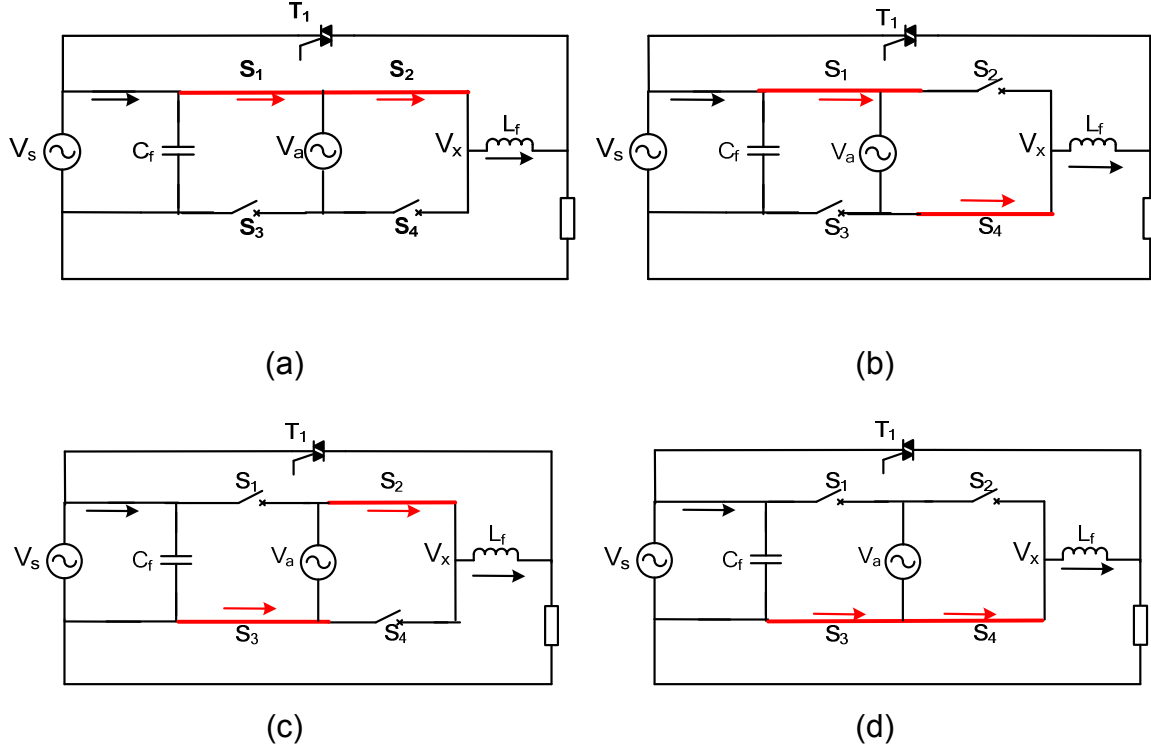 T1
S1 S2
Vs Cf Va Vx Lf
S3 S4
(a)
T1
S1 S2
Vs Cf Va Vx Lf
S3 S4
(b)
T1
S1 S2
Vs Cf Va Vx Lf
S3 S4
(c)
T1
S1 S2
Vs Cf Va Vx Lf
S3 S4
(d)